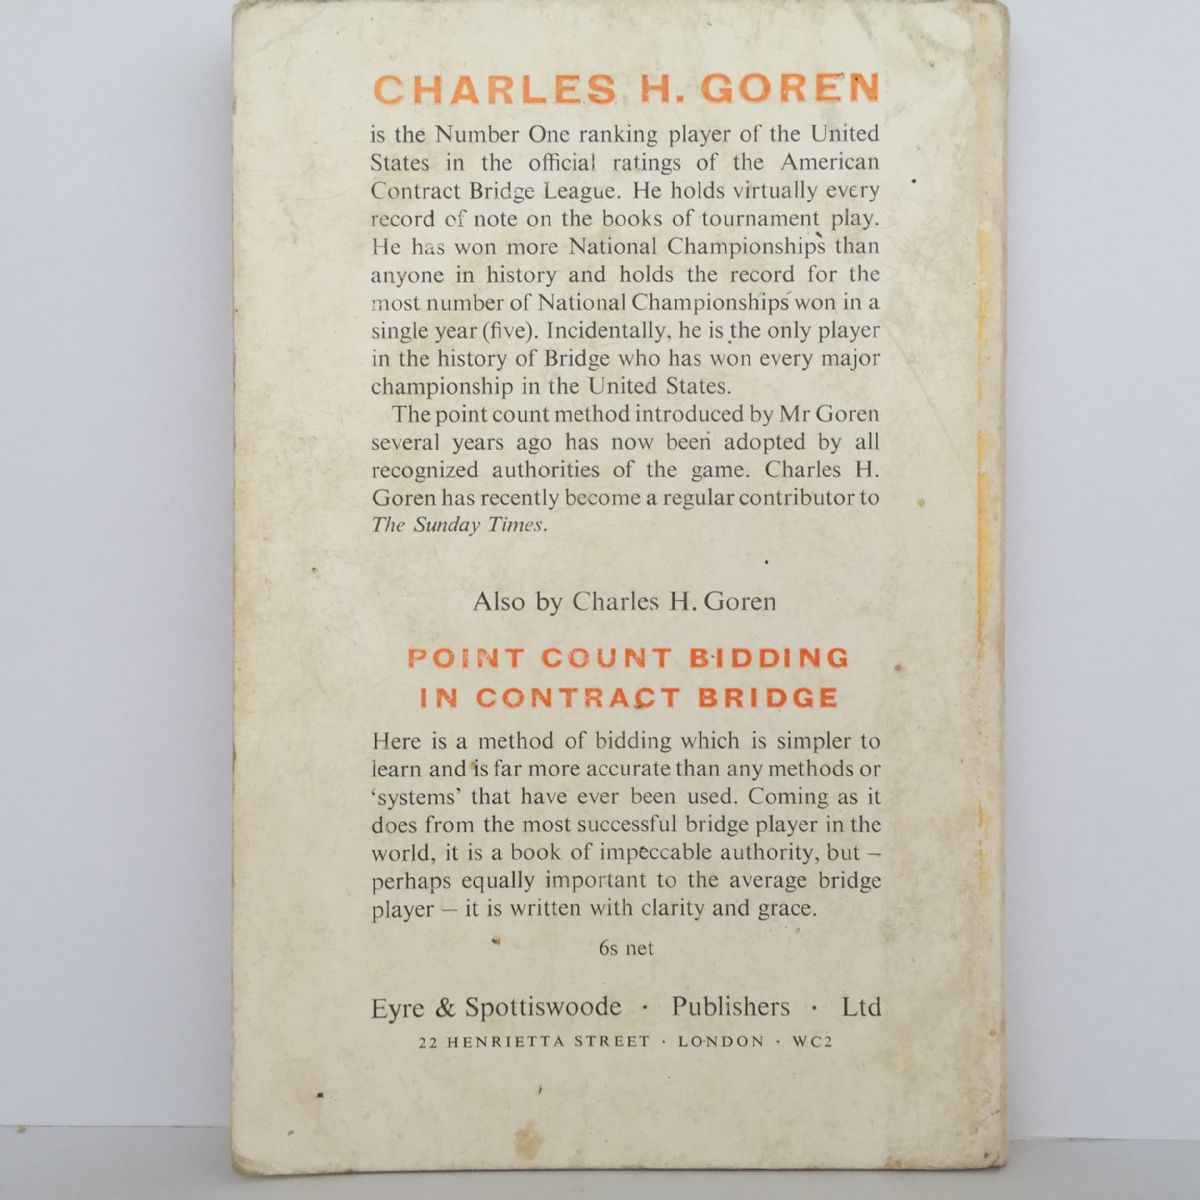 CHARLES H. GOREN
is the Number One ranking player of the United
States in the official ratings of the American
Contract Bridge League. He holds virtually every
record of note on the books of tournament play.
He has won more National Championships than
anyone in history and holds the record for the
most number of National Championships won in a
single year (five). Incidentally, he is the only player
in the history of Bridge who has won every major
championship in the United States.
The point count method introduced by Mr Goren
several years ago has now been adopted by all
recognized authorities of the game. Charles H.
Goren has recently become a regular contributor to
The Sunday Times.
Also by Charles H. Goren
POINT COUNT BIDDING
IN CONTRACT BRIDGE
Here is a method of bidding which is simpler to
learn and is far more accurate than any methods or
‘systems’ that have ever been used. Coming as it
does from the most successful bridge player in the
world, it is a book of impeccable authority, but –
perhaps equally important to the average bridge
player – it is written with clarity and grace.
6s net
Eyre & Spottiswoode · Publishers · Ltd
22 HENRIETTA STREET · LONDON · WC2